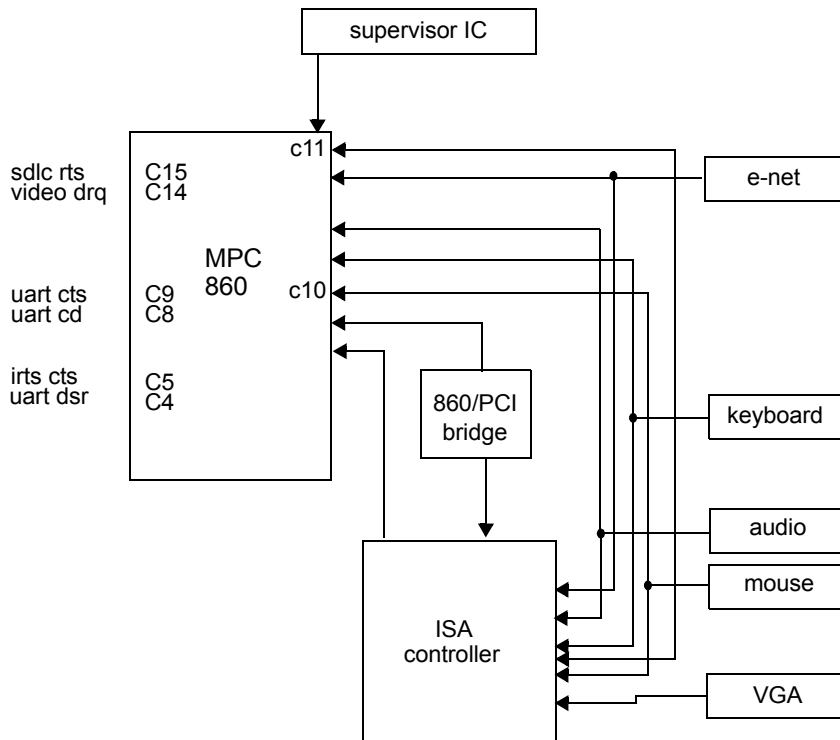 supervisor IC
c11
sdlc rts C15
video drq C14
e-net
MPC
860
uart cts C9
c10
uart cd C8
irts cts C5
uart dsr C4
860/PCI
bridge
keyboard
audio
mouse
ISA
controller
VGA